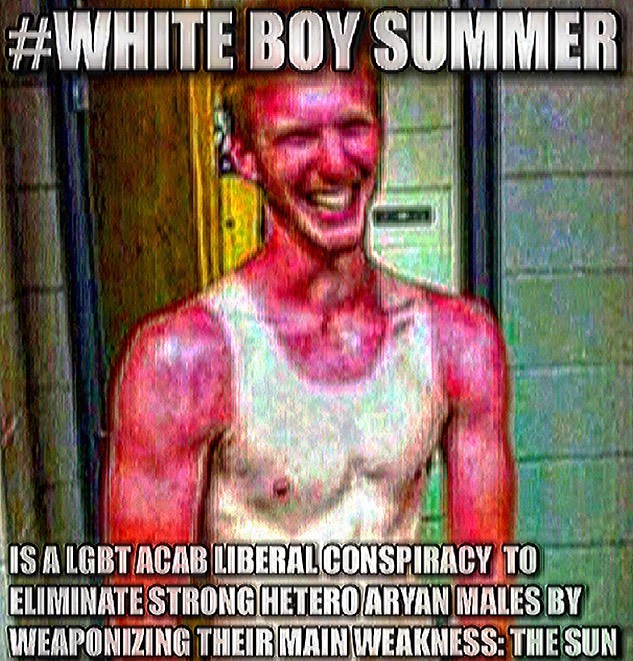 #WHITE BOY SUMMER
IS A LGBT ACAB LIBERAL CONSPIRACY TO
ELIMINATE STRONG HETERO ARYAN MALES BY
WEAPONIZING THEIR MAIN WEAKNESS: THE SUN